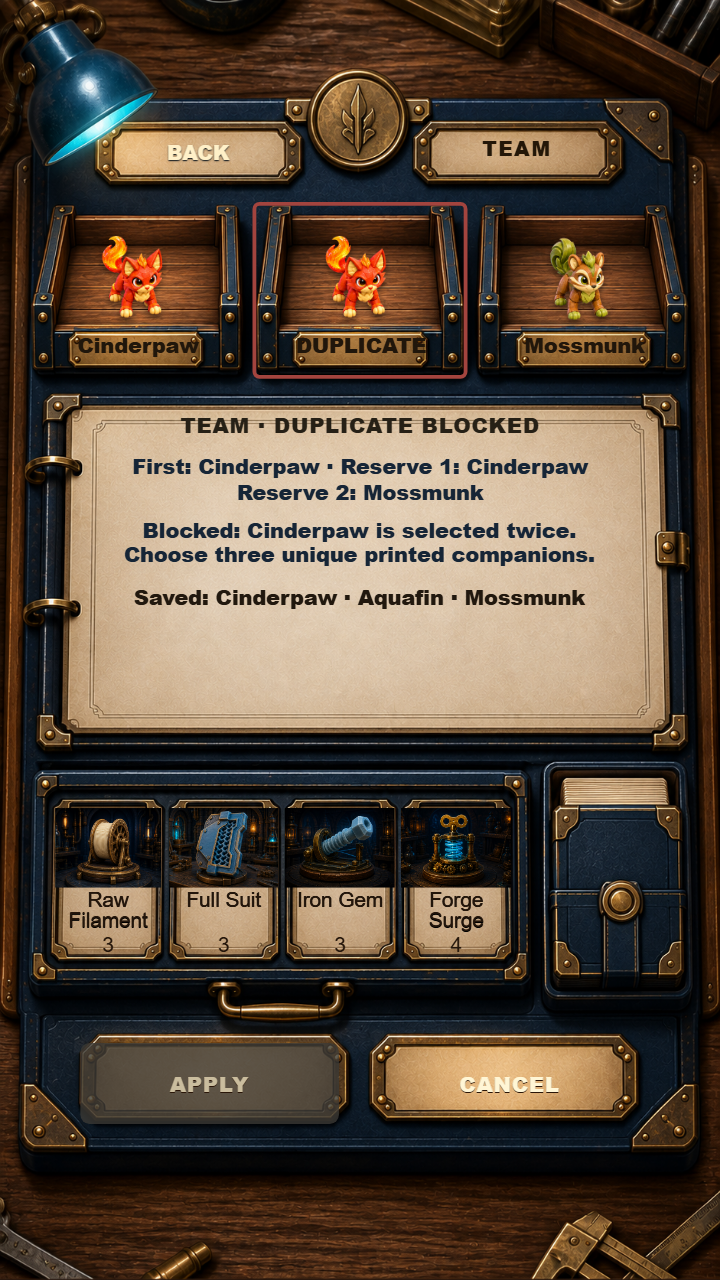 BACK
TEAM
Cinderpaw
DUPLICATE
Mossmunk
TEAM · DUPLICATE BLOCKED
First: Cinderpaw · Reserve 1: Cinderpaw
Reserve 2: Mossmunk
Blocked: Cinderpaw is selected twice.
Choose three unique printed companions.
Saved: Cinderpaw · Aquafin · Mossmunk
Raw
Filament
3
Full Suit
3
Iron Gem
3
Forge
Surge
4
APPLY
CANCEL